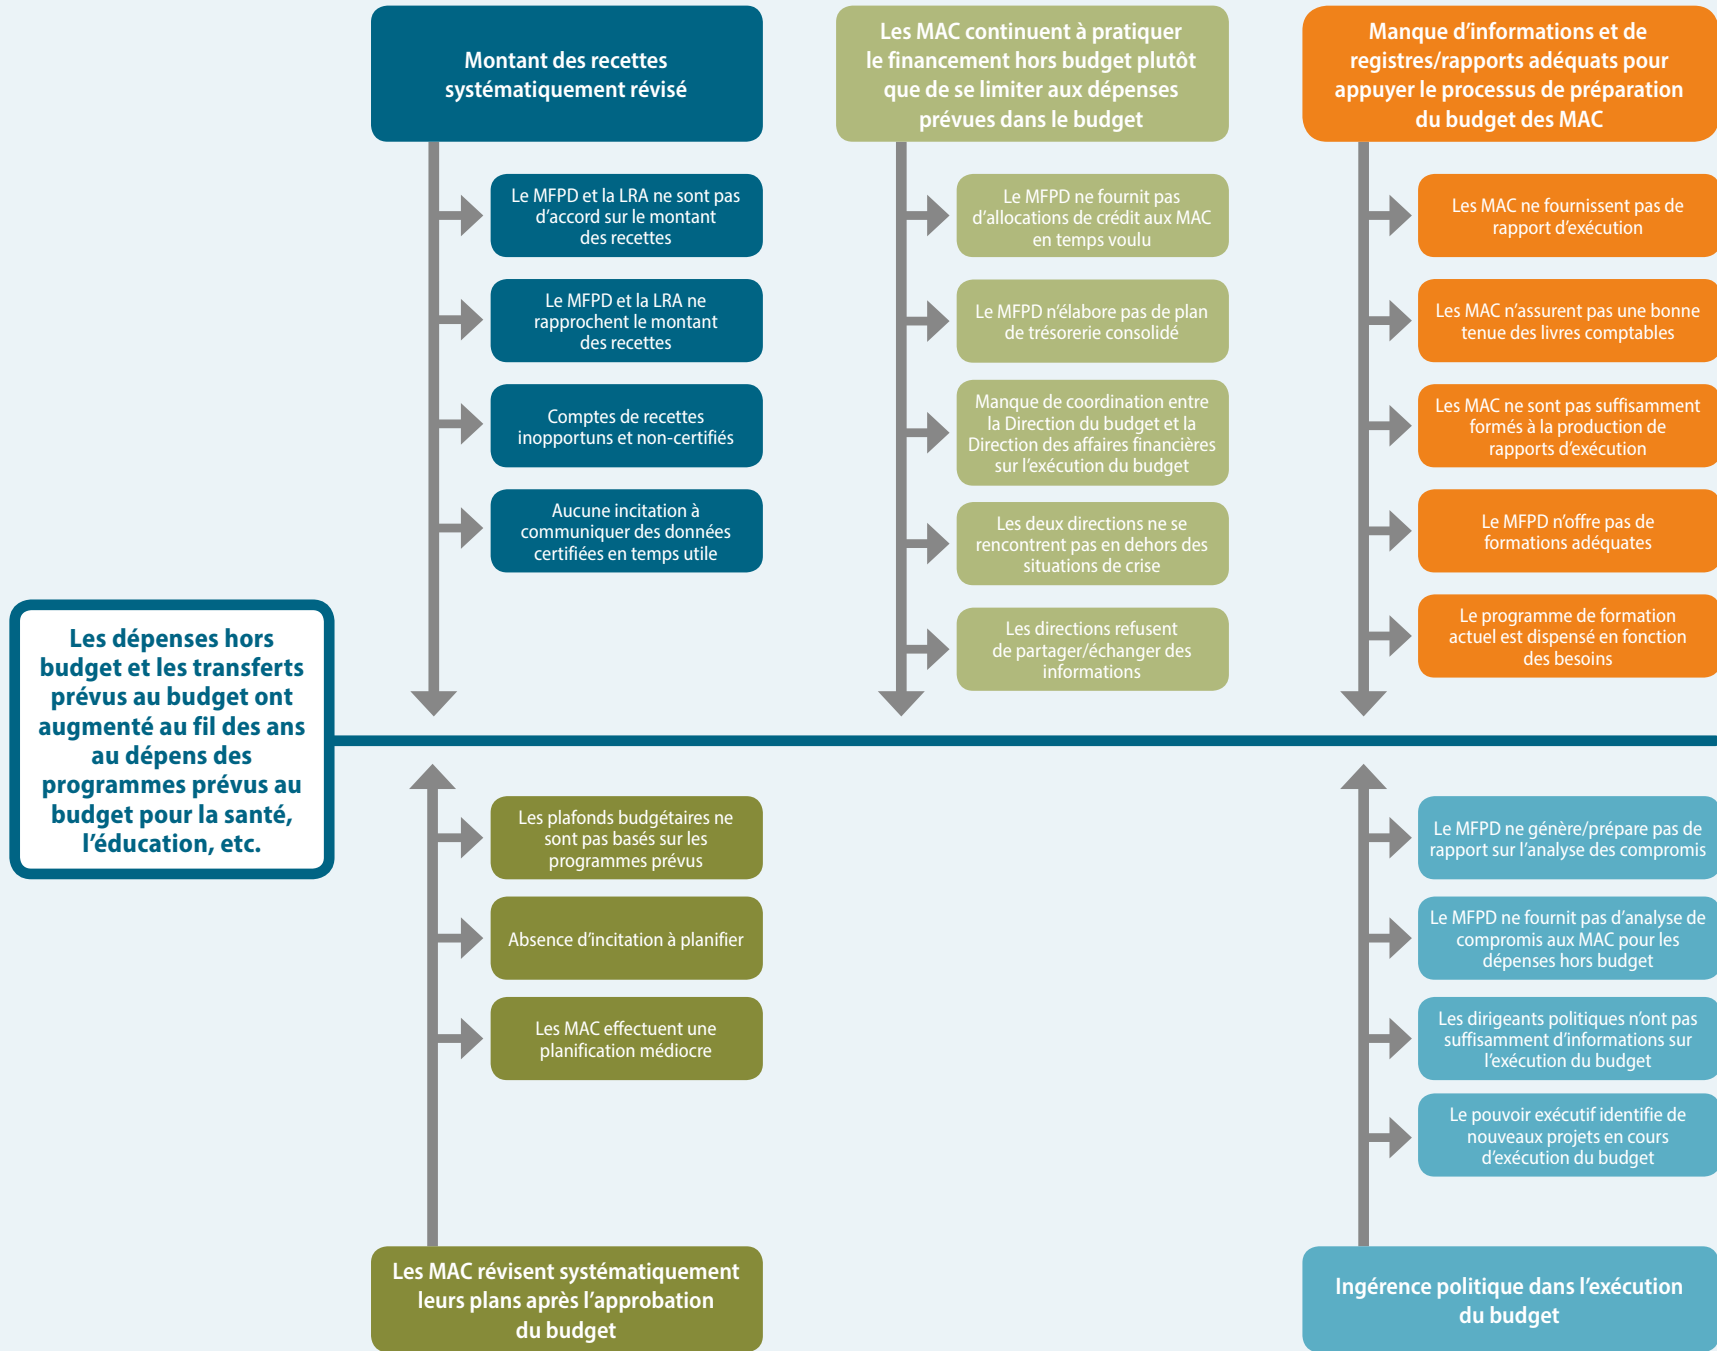 Montant des recettes
systématiquement révisé
Le MFPD et la LRA ne sont pas
d'accord sur le montant
des recettes
Le MFPD et la LRA ne
rapprochent le montant
des recettes
Comptes de recettes
inopportuns et non-certifiés
Aucune incitation à
communiquer des données
certifiées en temps utile
Les MAC continuent à pratiquer
le financement hors budget plutôt
que de se limiter aux dépenses
prévues dans le budget
Le MFPD ne fournit pas
d'allocations de crédit aux MAC
en temps voulu
Le MFPD n'élabore pas de plan
de trésorerie consolidé
Manque de coordination entre
la Direction du budget et la
Direction des affaires financières
sur l'exécution du budget
Les deux directions ne se
rencontrent pas en dehors des
situations de crise
Les directions refusent
de partager/échanger des
informations
Manque d'informations et de
registres/rapports adéquats pour
appuyer le processus de préparation
du budget des MAC
Les MAC ne fournissent pas de
rapport d'exécution
Les MAC n'assurent pas une bonne
tenue des livres comptables
Les MAC ne sont pas suffisamment
formés à la production de
rapports d'exécution
Le MFPD n'offre pas de
formations adéquates
Le programme de formation
actuel est dispensé en fonction
des besoins
Les dépenses hors
budget et les transferts
prévus au budget ont
augmenté au fil des ans
au dépens des
programmes prévus au
budget pour la santé,
l'éducation, etc.
Les plafonds budgétaires ne
sont pas basés sur les
programmes prévus
Absence d'incitation à planifier
Les MAC effectuent une
planification médiocre
Les MAC révisent systématiquement
leurs plans après l'approbation
du budget
Le MFPD ne génère/prépare pas de
rapport sur l'analyse des compromis
Le MFPD ne fournit pas d'analyse de
compromis aux MAC pour les
dépenses hors budget
Les dirigeants politiques n'ont pas
suffisamment d'informations sur
l'exécution du budget
Le pouvoir exécutif identifie de
nouveaux projets en cours
d'exécution du budget
Ingérence politique dans l'exécution
du budget